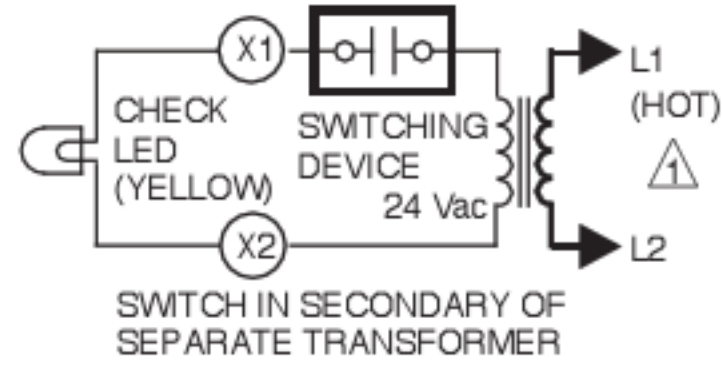 X1
L1
(HOT)
CHECK
LED
(YELLOW)
SWITCHING
DEVICE
24 Vac
1
X2
L2
SWITCH IN SECONDARY OF
SEPARATE TRANSFORMER